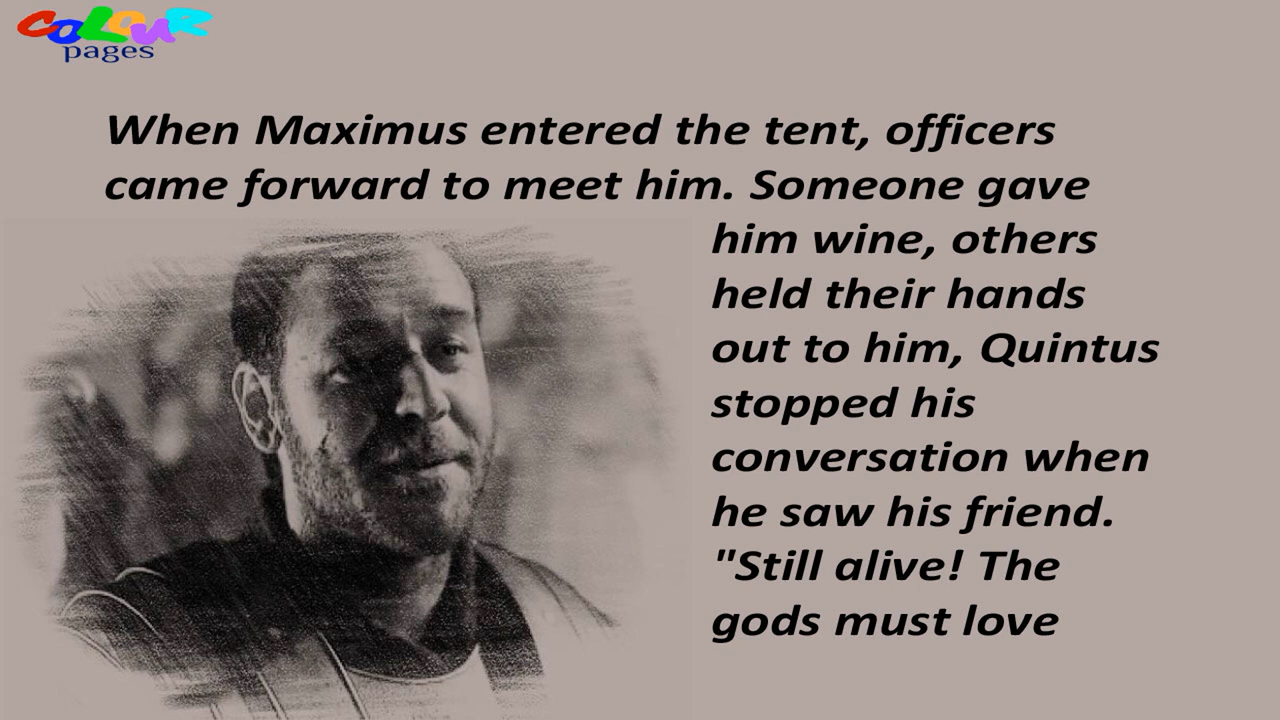 COLOUR
pages
When Maximus entered the tent, officers
came forward to meet him. Someone gave
him wine, others
held their hands
out to him, Quintus
stopped his
conversation when
he saw his friend.
"Still alive! The
gods must love